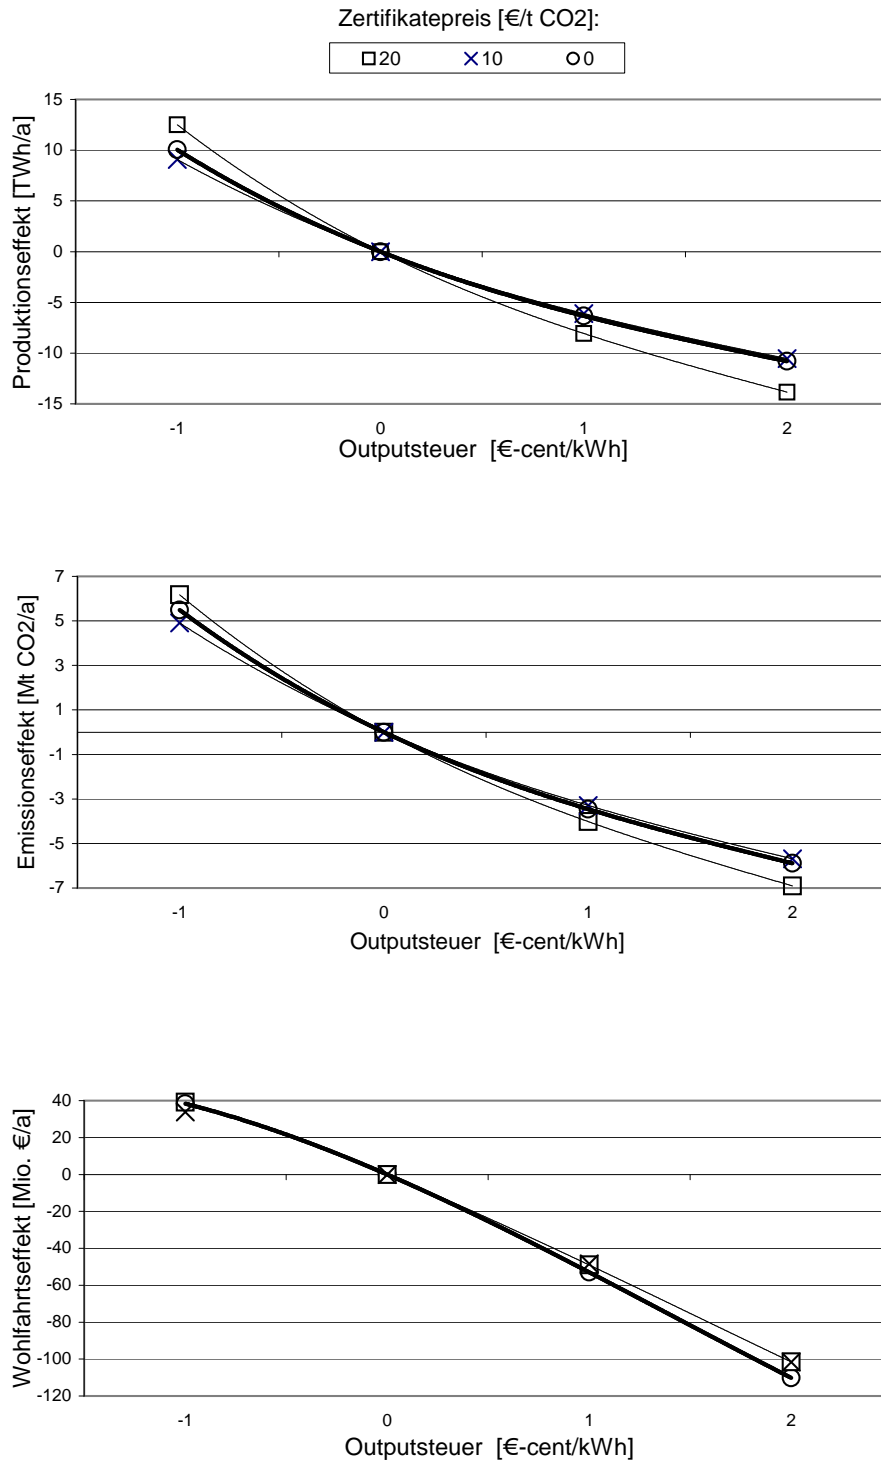 Zertifikatepreis [€/t CO2]:
20 10 0
Produktionseffekt [TWh/a]
15
10
5
0
-5
-10
-15
-1 0 1 2
Outputsteuer [€-cent/kWh]
Emissionseffekt [Mt CO2/a]
7
5
3
1
-1
-3
-5
-7
-1 0 1 2
Outputsteuer [€-cent/kWh]
Wohlfahrtseffekt [Mio. €/a]
40
20
0
-20
-40
-60
-80
-100
-120
-1 0 1 2
Outputsteuer [€-cent/kWh]